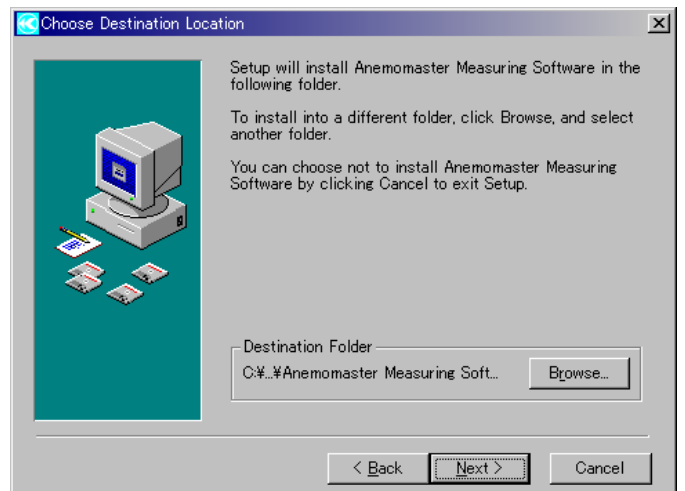 Choose Destination Location
Setup will install Anemomaster Measuring Software in the
following folder.
To install into a different folder, click Browse, and select
another folder.
You can choose not to install Anemomaster Measuring
Software by clicking Cancel to exit Setup.
Destination Folder
C:¥...¥Anemomaster Measuring Soft...
Browse...
< Back
Next >
Cancel